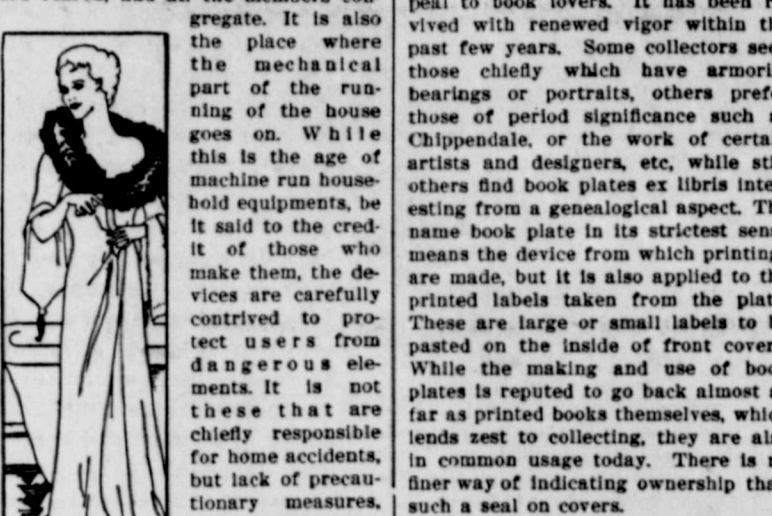 gregate. It is also
the place where
the mechanical
part of the run-
ning of the house
goes on. While
this is the age of
machine run house-
hold equipments, be
it said to the cred-
it of those who
make them, the de-
vices are carefully
contrived to pro-
tect users from
dangerous ele-
ments. It is not
these that are
chiefly responsible
for home accidents,
but lack of precau-
tionary measures.
peal to book lovers. It has been
vived with renewed vigor within
past few years. Some collectors
those chiefly which have
bearings or portraits, others
those of period significance such
Chippendale, or the work of
artists and designers, etc, while
others find book plates ex libris
esting from a genealogical aspect.
name book plate in its strictest
means the device from which
are made, but it is also applied to
printed labels taken from the
These are large or small labels to
pasted on the inside of front
While the making and use of
plates is reputed to go back almost
far as printed books themselves,
lends zest to collecting, they are
in common usage today. There is
finer way of indicating ownership
such a seal on covers.